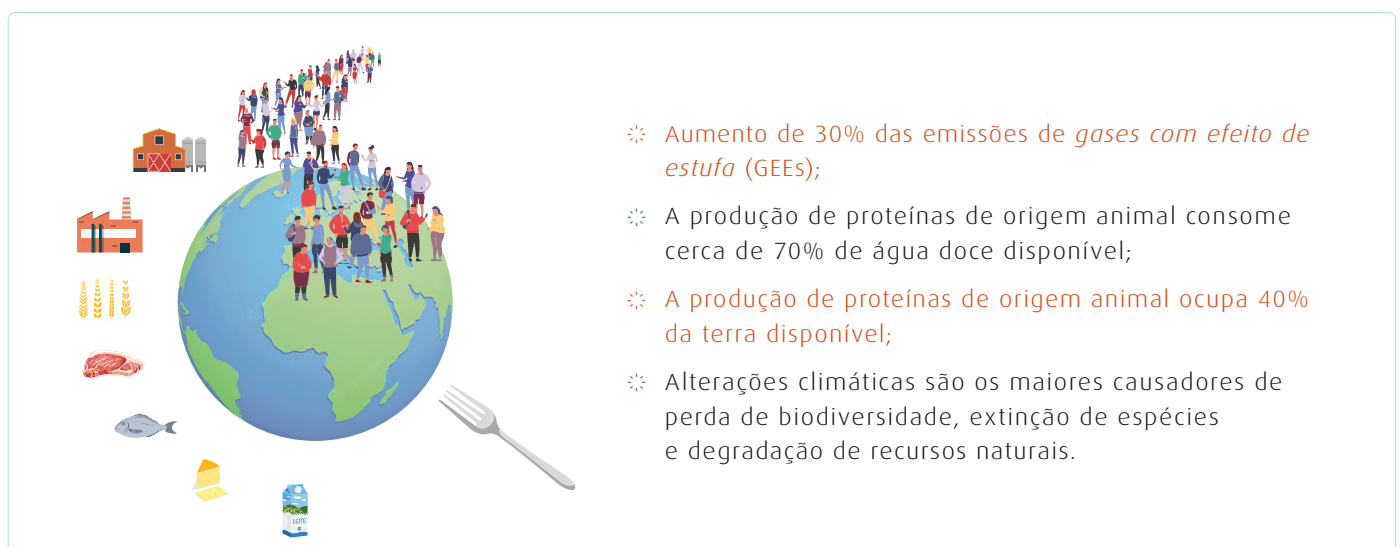 Aumento de 30% das emissões de gases com efeito de
estufa (GEEs);
A produção de proteínas de origem animal consome
cerca de 70% de água doce disponível;
A produção de proteínas de origem animal ocupa 40%
da terra disponível;
Alterações climáticas são os maiores causadores de
perda de biodiversidade, extinção de espécies
e degradação de recursos naturais.
LEITE